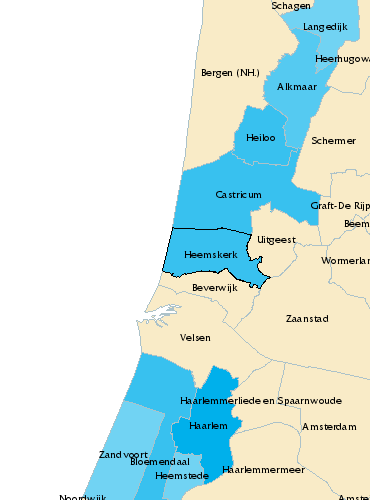 Schagen
Langedijk
Heerhugowa
Bergen (NH.)
Alkmaar
Heiloo
Schermer
Castricum
Graft-De Rijp
Beem
Uitgeest
Heemskerk
Wormerlan
Beverwijk
Zaanstad
Velsen
Haarlemmerliede en Spaarnwoude
Haarlem
Amsterdam
Zandvoort
Bloemendaal
Haarlemmermeer
Heemstede
Noordwijk
Amste